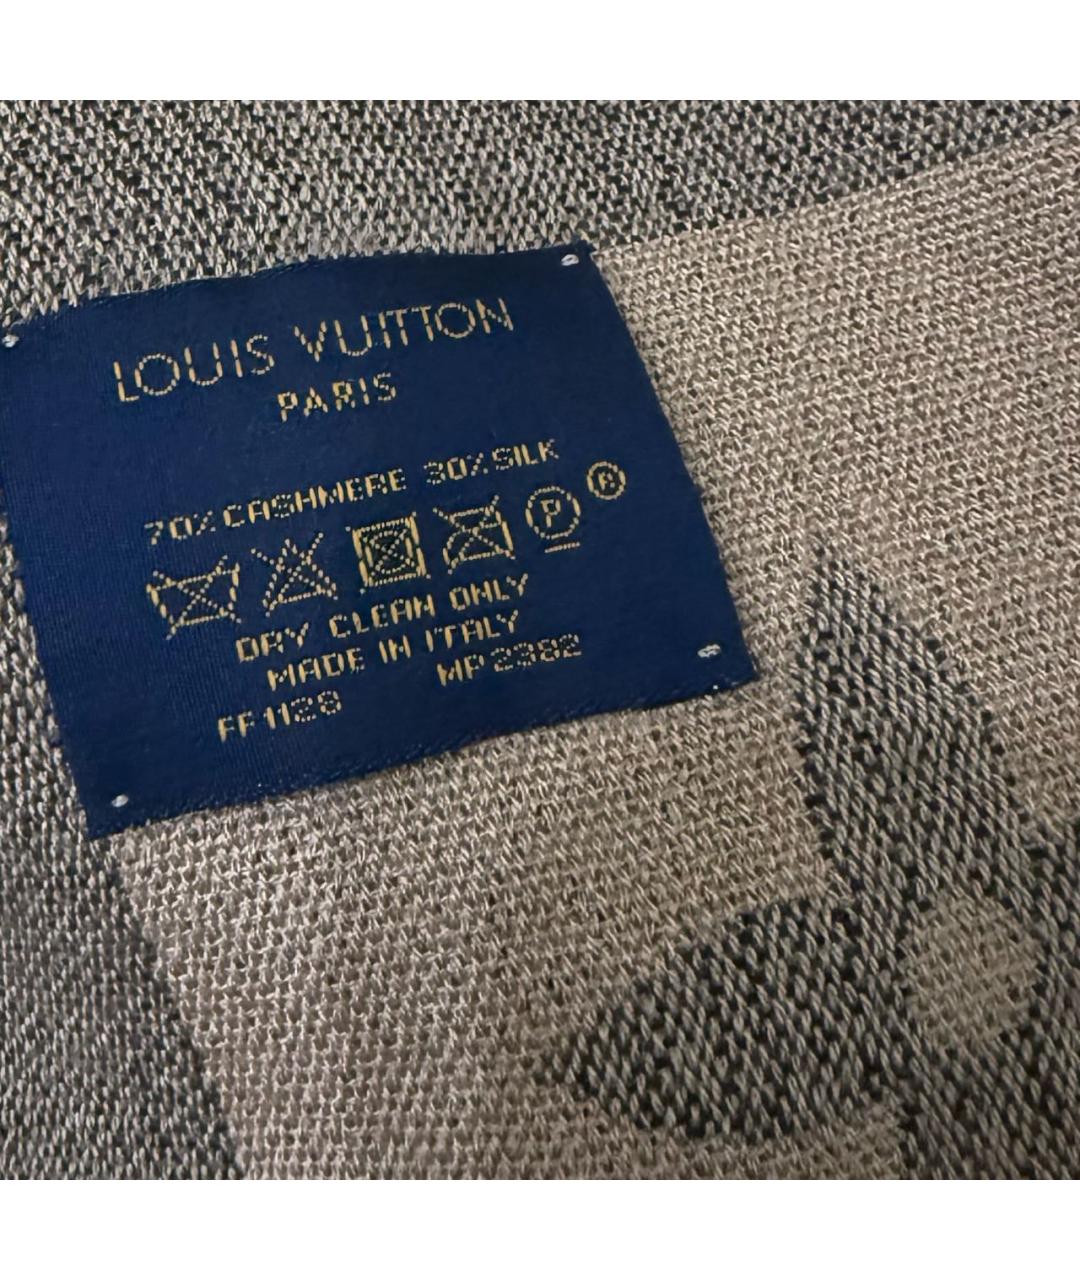 LOUIS VUITTON
PARIS
70% CASHMERE 30% SILK
P ®
DRY CLEAN ONLY
MADE IN ITALY
FF1128 MP2382